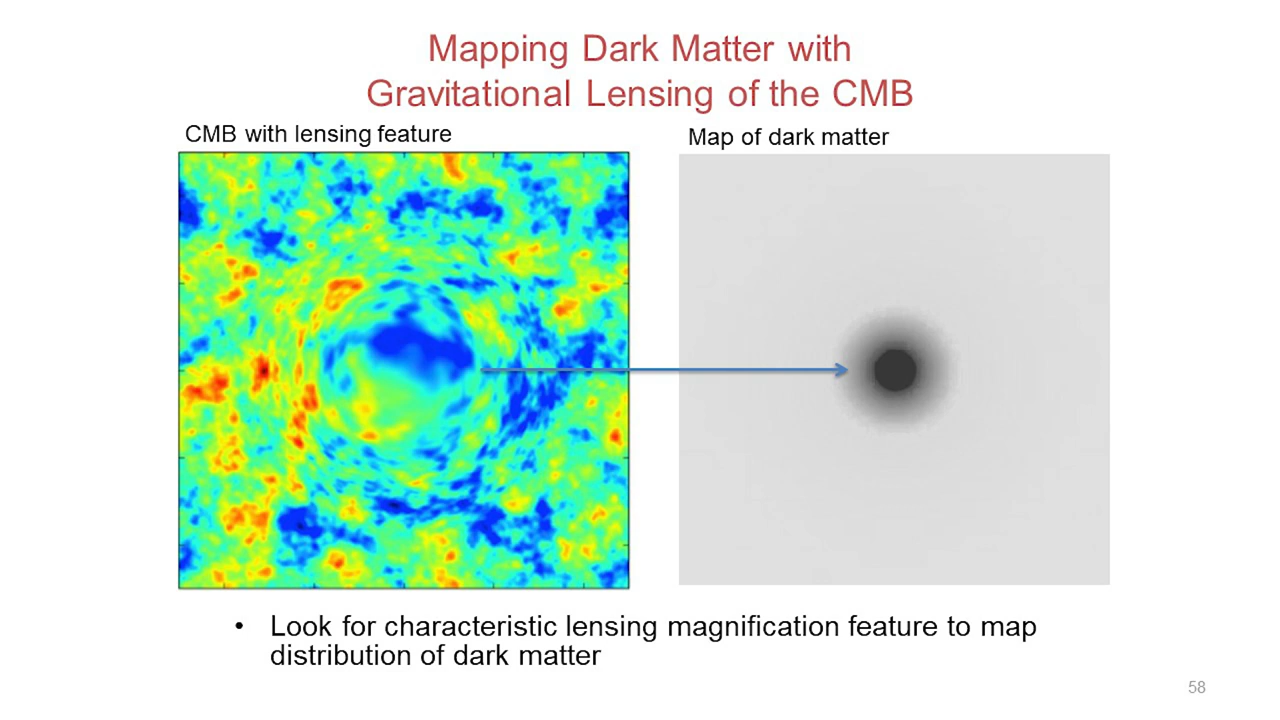 Mapping Dark Matter with
Gravitational Lensing of the CMB
CMB with lensing feature
Map of dark matter
• Look for characteristic lensing magnification feature to map
distribution of dark matter
58